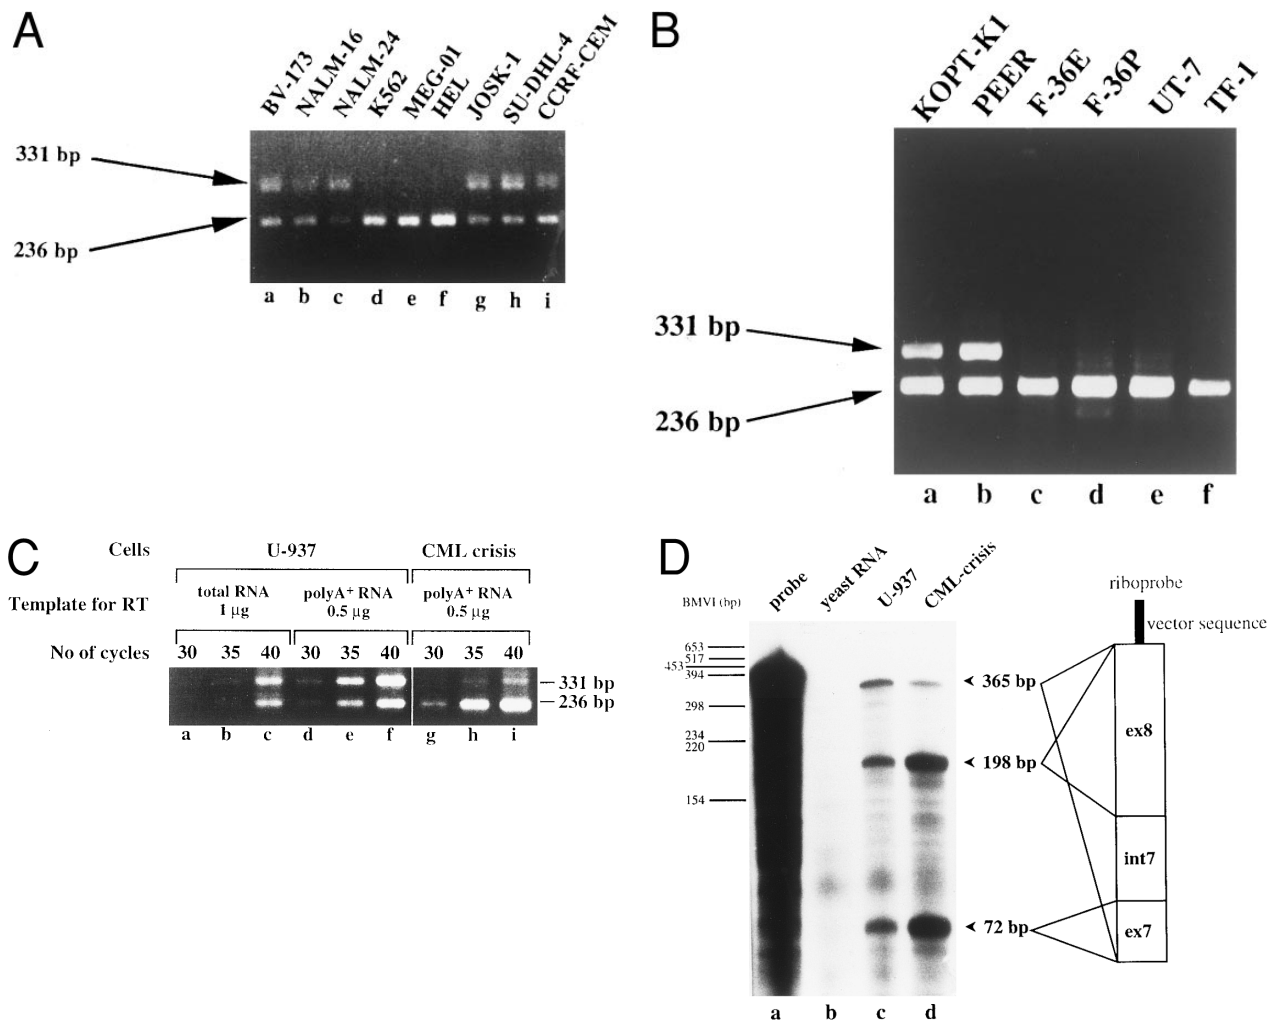 A
BV-173 NALM-16 NALM-24 K562 MEG-01 HEL JOSK-1 SU-DHL-4 CCRF-CEM
331 bp
236 bp
a b c d e f g h i
B
KOPT-K1 PEER F-36E F-36P UT-7 TF-1
331 bp
236 bp
a b c d e f
C
Cells U-937 CML crisis
Template for RT total RNA polyA+ RNA polyA+ RNA
1 µg 0.5 µg 0.5 µg
No of cycles 30 35 40 30 35 40 30 35 40
331 bp
236 bp
a b c d e f g h i
D
BMVI (bp) probe yeast RNA U-937 CML-crisis
653
517
453
394
298
234
220
154
365 bp
198 bp
72 bp
a b c d
riboprobe
vector sequence
ex8
int7
ex7